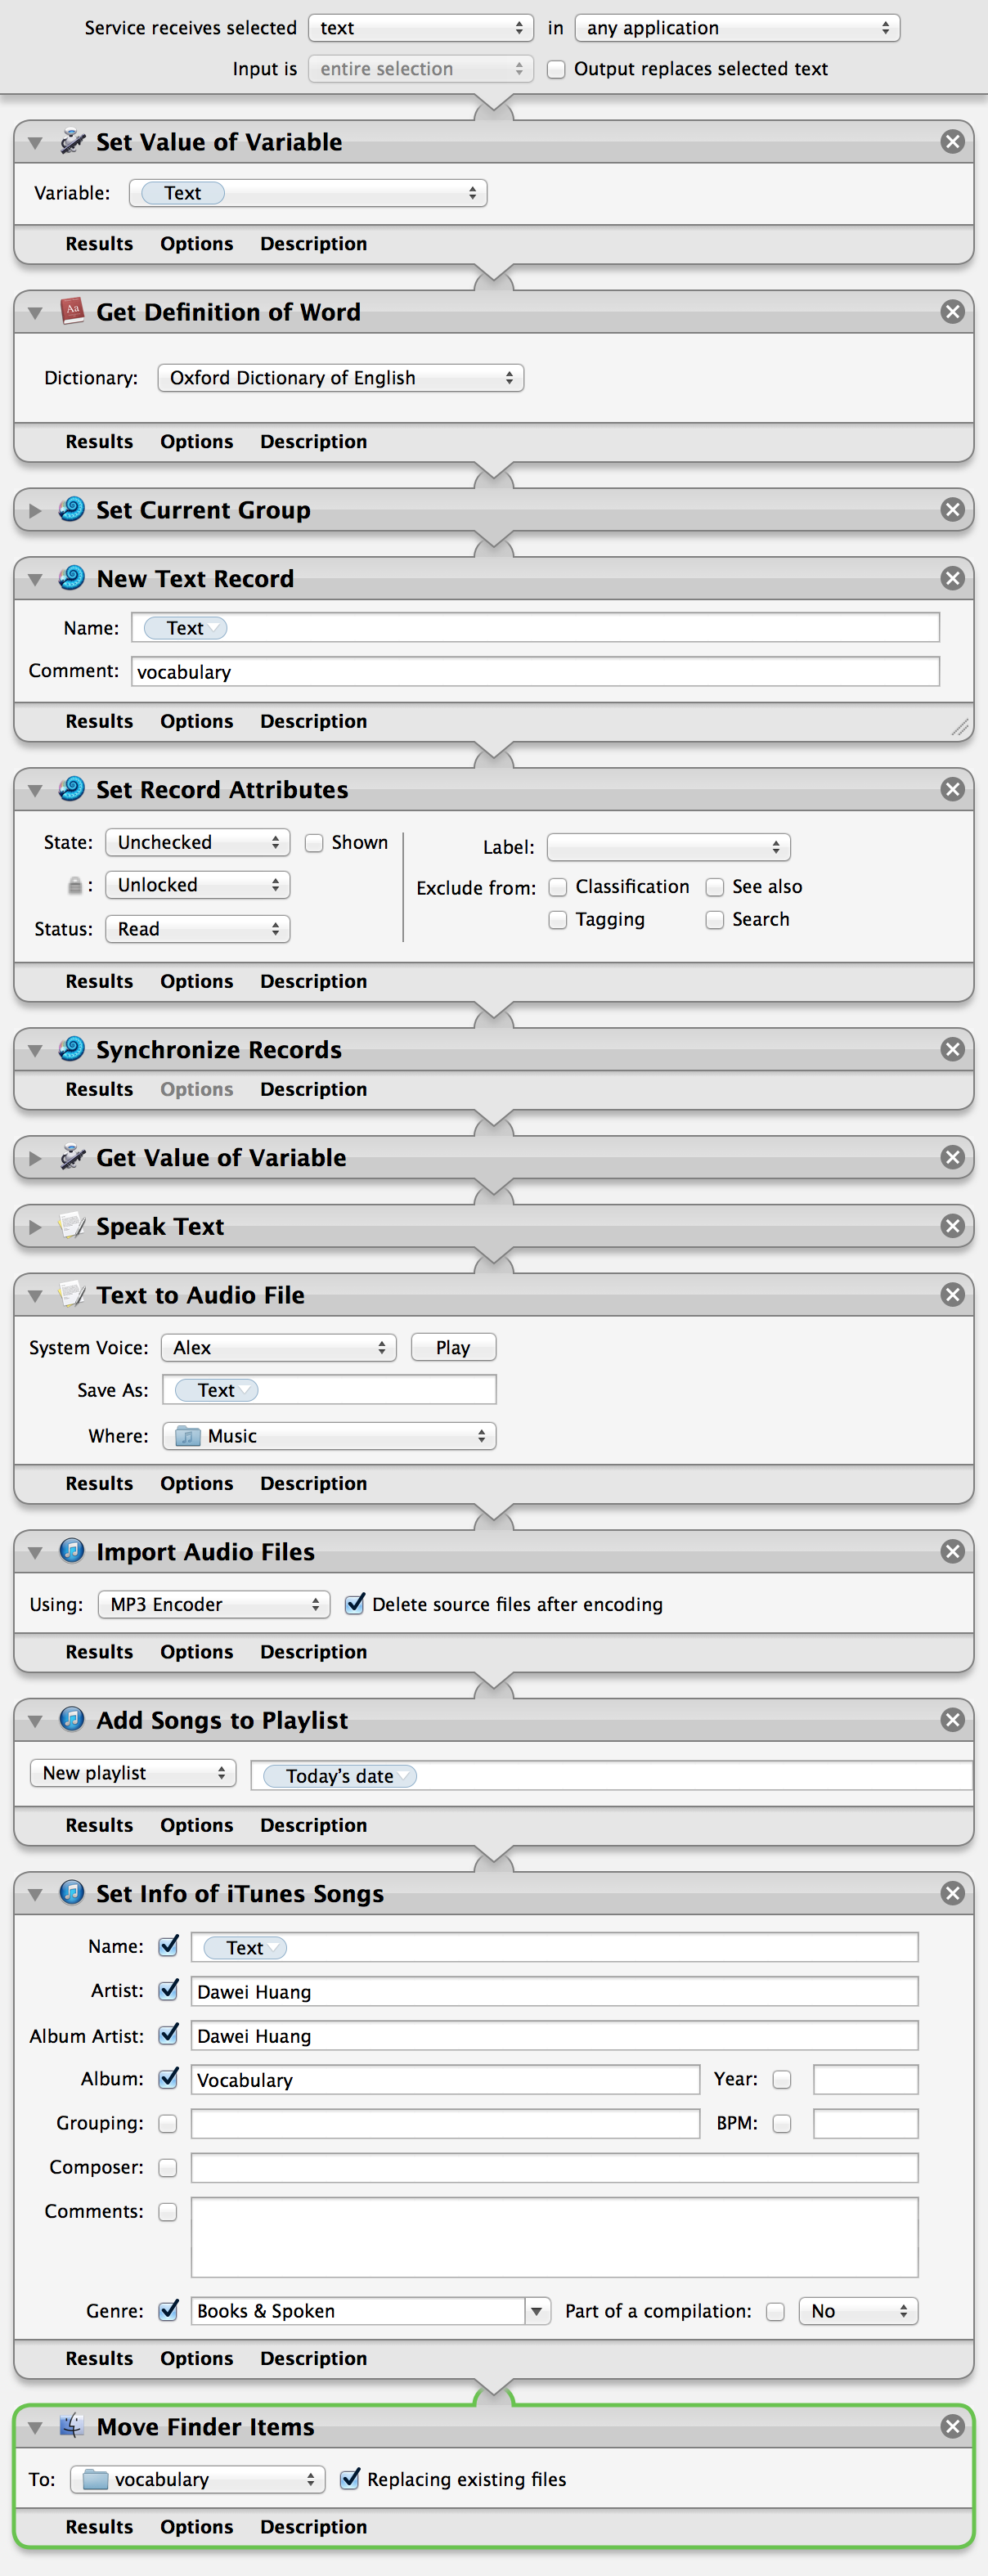 Service receives selected text in any application
Input is entire selection Output replaces selected text
Set Value of Variable
Variable: Text
Results Options Description
Aa Get Definition of Word
Dictionary: Oxford Dictionary of English
Results Options Description
Set Current Group
New Text Record
Name: Text
Comment: vocabulary
Results Options Description
Set Record Attributes
State: Unchecked Shown Label:
: Unlocked Exclude from: Classification See also
Status: Read Tagging Search
Results Options Description
Synchronize Records
Results Options Description
Get Value of Variable
Speak Text
Text to Audio File
System Voice: Alex Play
Save As: Text
Where: Music
Results Options Description
Import Audio Files
Using: MP3 Encoder Delete source files after encoding
Results Options Description
Add Songs to Playlist
New playlist Today's date
Results Options Description
Set Info of iTunes Songs
Name: Text
Artist: Dawei Huang
Album Artist: Dawei Huang
Album: Vocabulary Year:
Grouping: BPM:
Composer:
Comments:
Genre: Books & Spoken Part of a compilation: No
Results Options Description
Move Finder Items
To: vocabulary Replacing existing files
Results Options Description